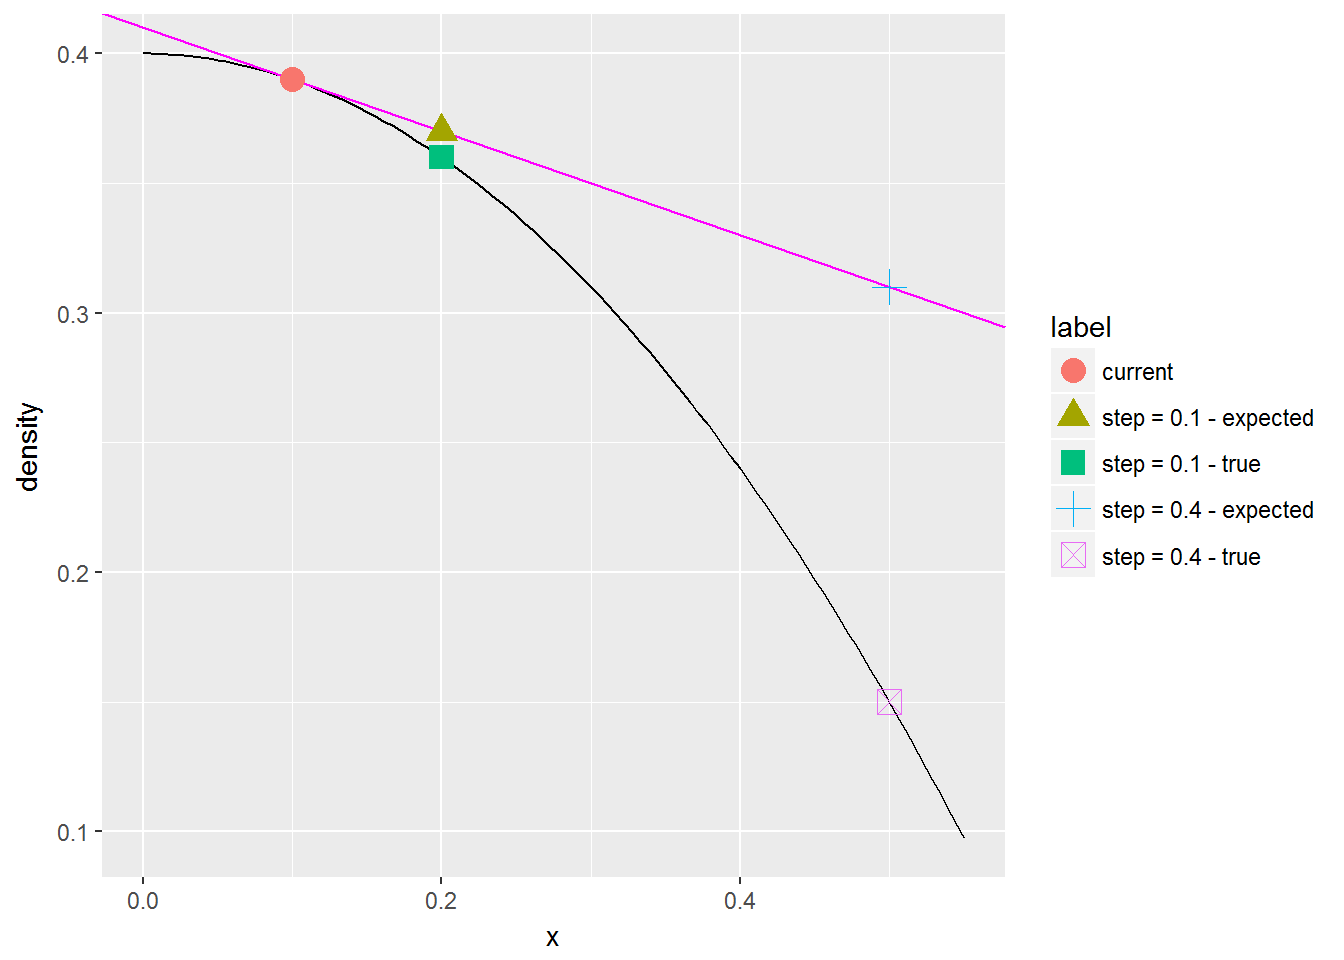 0.4
0.3
0.2
0.1
density
0.0
0.2
0.4
x
label
current
step = 0.1 - expected
step = 0.1 - true
step = 0.4 - expected
step = 0.4 - true